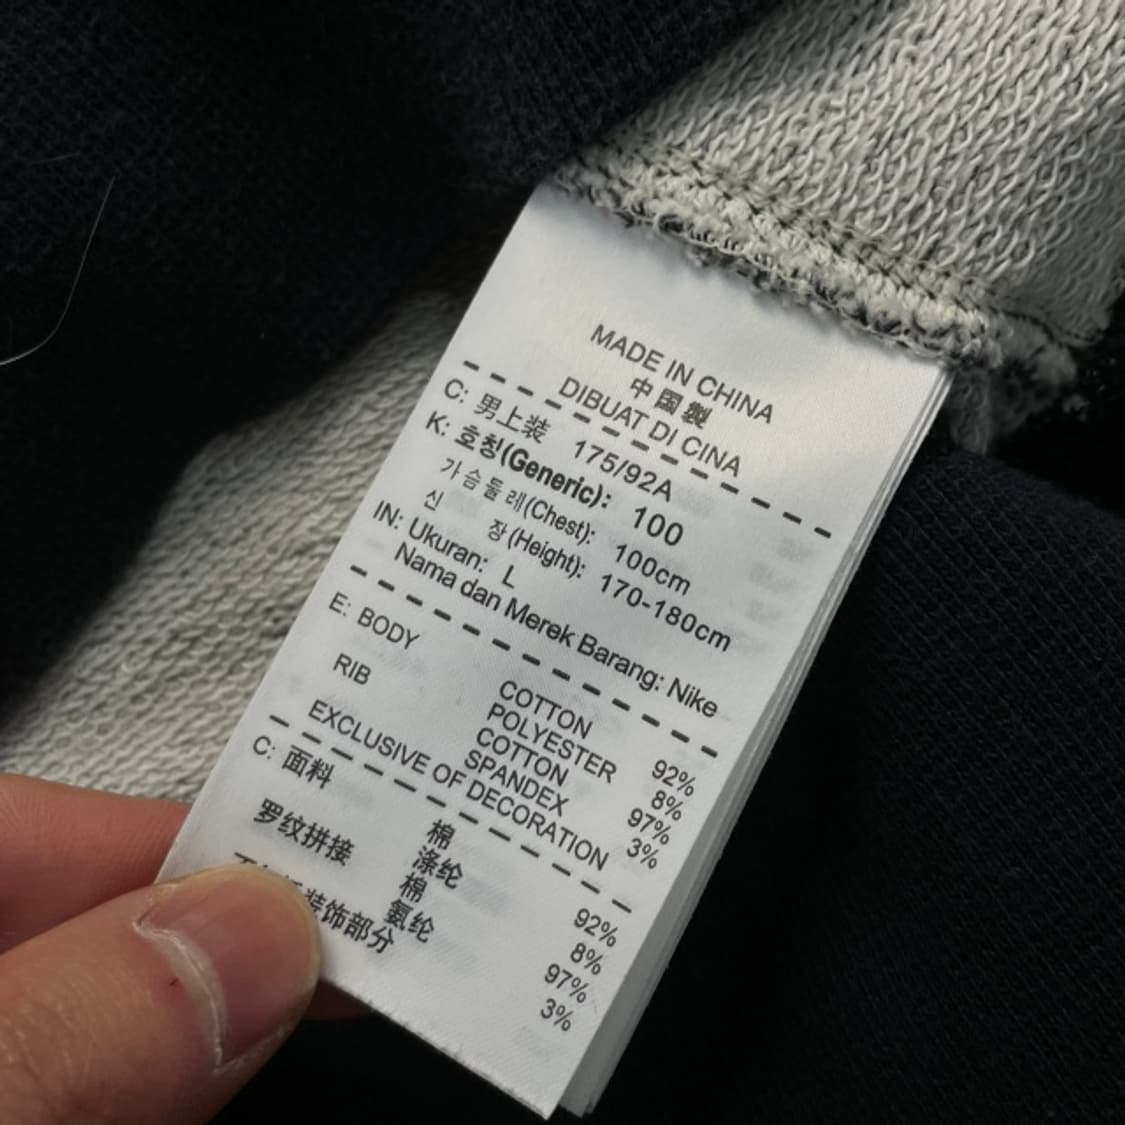 MADE IN CHINA
中国製
DIBUAT DI CINA
C: 男上装 175/92A
K: 호칭(Generic): 100
가슴둘레(Chest): 100cm
신 장(Height): 170-180cm
IN: Ukuran: L
Nama dan Merek Barang: Nike
E: BODY COTTON 92%
POLYESTER 8%
RIB COTTON 97%
SPANDEX 3%
EXCLUSIVE OF DECORATION
C: 面料 棉 92%
涤纶 8%
罗纹拼接 棉 97%
氨纶 3%
装饰部分